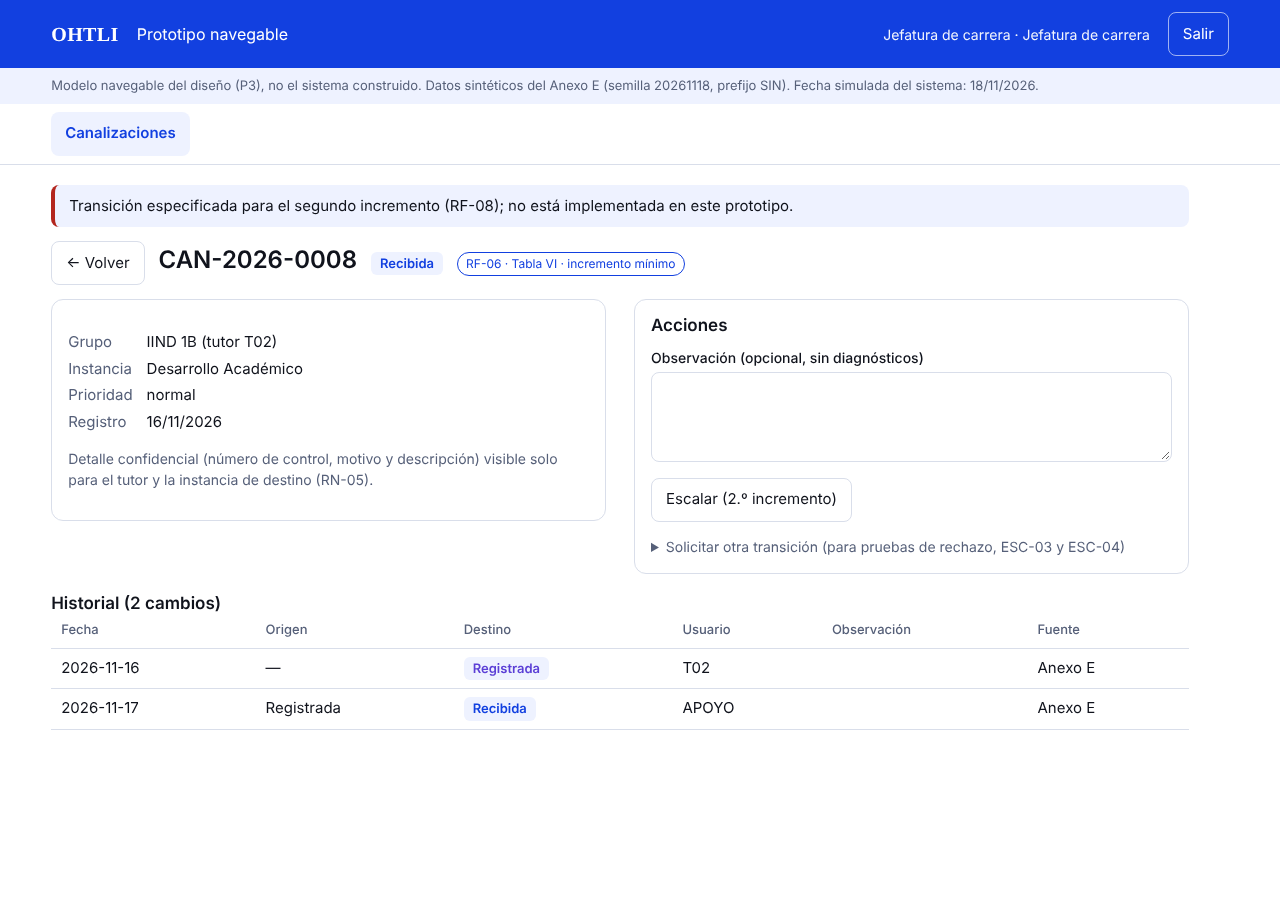 OHTLI Prototipo navegable Jefatura de carrera · Jefatura de carrera Salir
Modelo navegable del diseño (P3), no el sistema construido. Datos sintéticos del Anexo E (semilla 20261118, prefijo SIN). Fecha simulada del sistema: 18/11/2026.
Canalizaciones
Transición especificada para el segundo incremento (RF-08); no está implementada en este prototipo.
← Volver CAN-2026-0008 Recibida RF-06 · Tabla VI · incremento mínimo
Grupo IIND 1B (tutor T02)
Instancia Desarrollo Académico
Prioridad normal
Registro 16/11/2026
Detalle confidencial (número de control, motivo y descripción) visible solo
para el tutor y la instancia de destino (RN-05).
Acciones
Observación (opcional, sin diagnósticos)
Escalar (2.º incremento)
▶ Solicitar otra transición (para pruebas de rechazo, ESC-03 y ESC-04)
Historial (2 cambios)
Fecha Origen Destino Usuario Observación Fuente
2026-11-16 — Registrada T02 Anexo E
2026-11-17 Registrada Recibida APOYO Anexo E